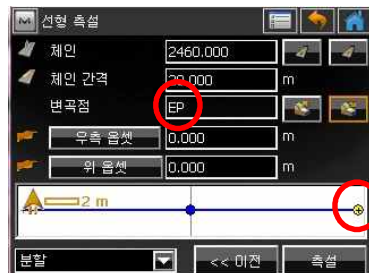 선형 측설
체인 2460.000
체인 간격 20.000 m
변곡점 EP
우측 옵셋 0.000 m
위 옵셋 0.000 m
2 m
분할 << 이전 측설